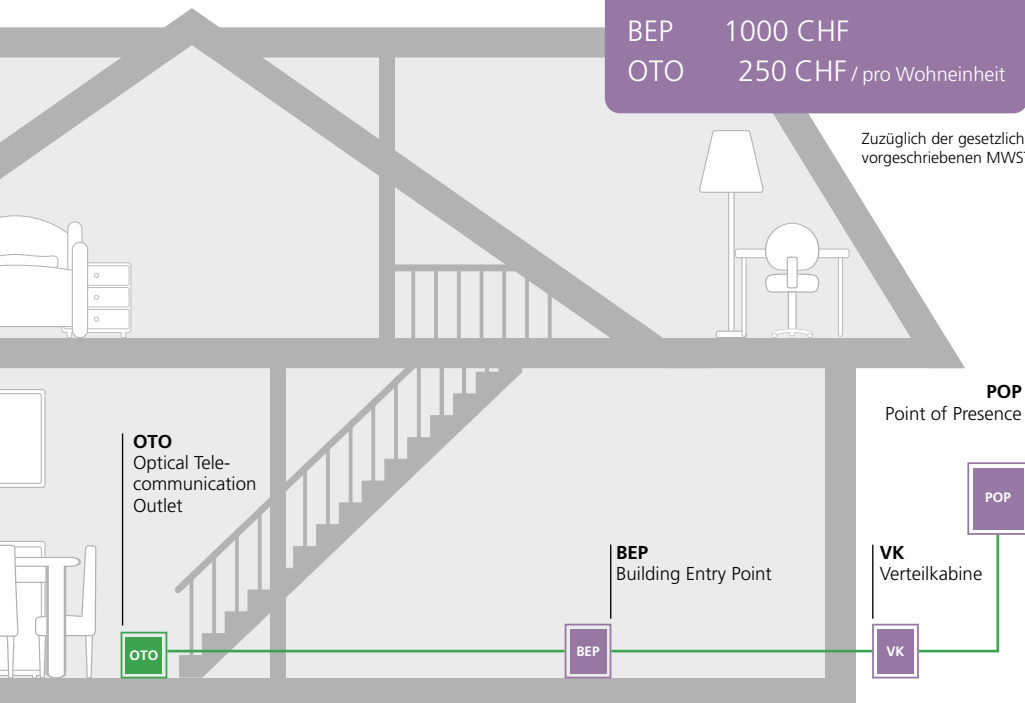 BEP 1000 CHF
OTO 250 CHF / pro Wohneinheit
Zuzüglich der gesetzlich
vorgeschriebenen MWST
POP
Point of Presence
OTO
Optical Tele-
communication
Outlet
POP
BEP
Building Entry Point
VK
Verteilkabine
OTO
BEP
VK